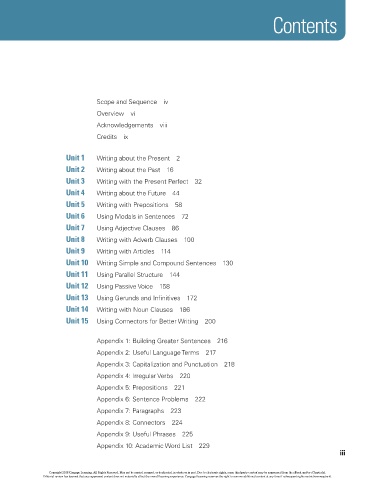 Contents
Scope and Sequence iv
Overview vi
Acknowledgements viii
Credits ix
Unit 1 Writing about the Present 2
Unit 2 Writing about the Past 16
Unit 3 Writing with the Present Perfect 32
Unit 4 Writing about the Future 44
Unit 5 Writing with Prepositions 58
Unit 6 Using Modals in Sentences 72
Unit 7 Using Adjective Clauses 86
Unit 8 Writing with Adverb Clauses 100
Unit 9 Writing with Articles 114
Unit 10 Writing Simple and Compound Sentences 130
Unit 11 Using Parallel Structure 144
Unit 12 Using Passive Voice 158
Unit 13 Using Gerunds and Infinitives 172
Unit 14 Writing with Noun Clauses 186
Unit 15 Using Connectors for Better Writing 200
Appendix 1: Building Greater Sentences 216
Appendix 2: Useful Language Terms 217
Appendix 3: Capitalization and Punctuation 218
Appendix 4: Irregular Verbs 220
Appendix 5: Prepositions 221
Appendix 6: Sentence Problems 222
Appendix 7: Paragraphs 223
Appendix 8: Connectors 224
Appendix 9: Useful Phrases 225
Appendix 10: Academic Word List 229
iii